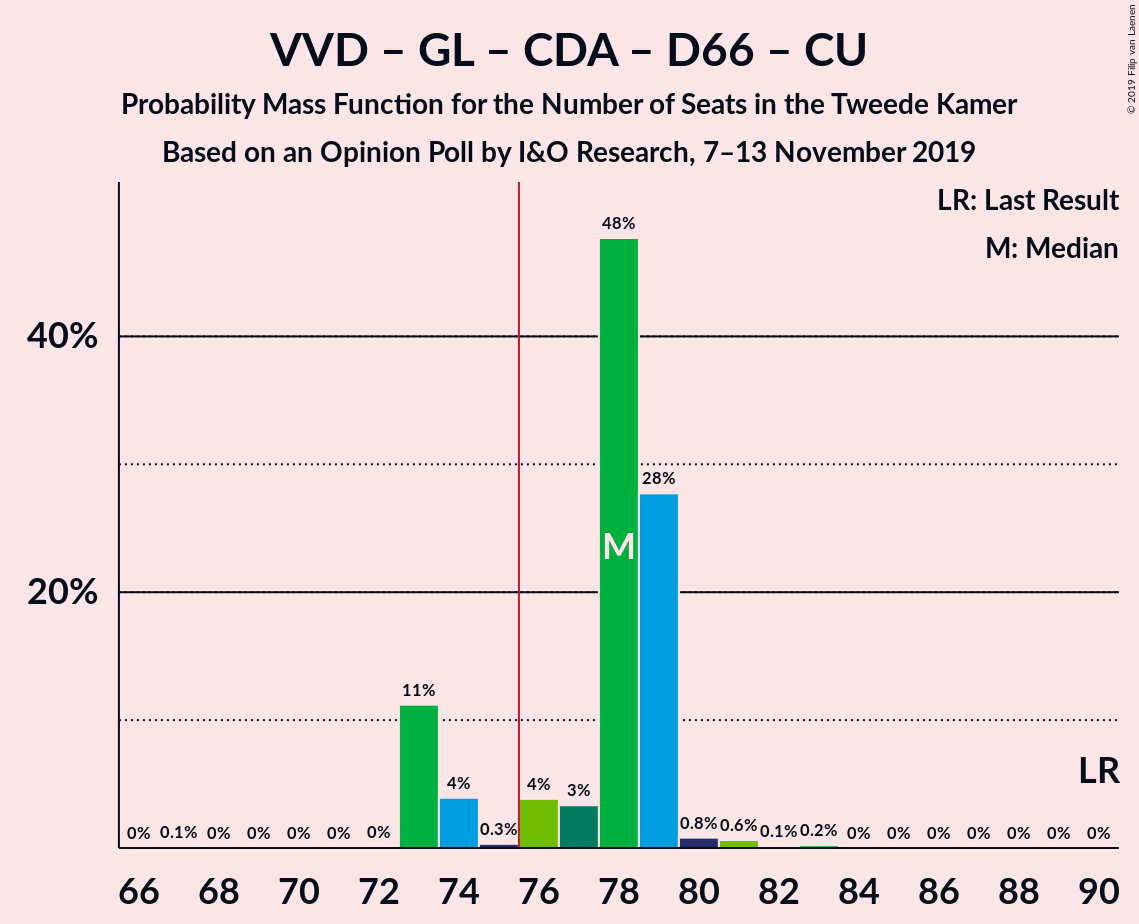 VVD – GL – CDA – D66 – CU
Probability Mass Function for the Number of Seats in the Tweede Kamer
Based on an Opinion Poll by I&O Research, 7–13 November 2019
© 2019 Filip van Laenen
LR: Last Result
M: Median
48%
40%
28%
M
20%
11%
LR
4% 4% 3%
0% 0.1% 0% 0% 0% 0% 0% 0.3% 0.8% 0.6% 0.1% 0.2% 0% 0% 0% 0% 0% 0% 0%
66 68 70 72 74 76 78 80 82 84 86 88 90